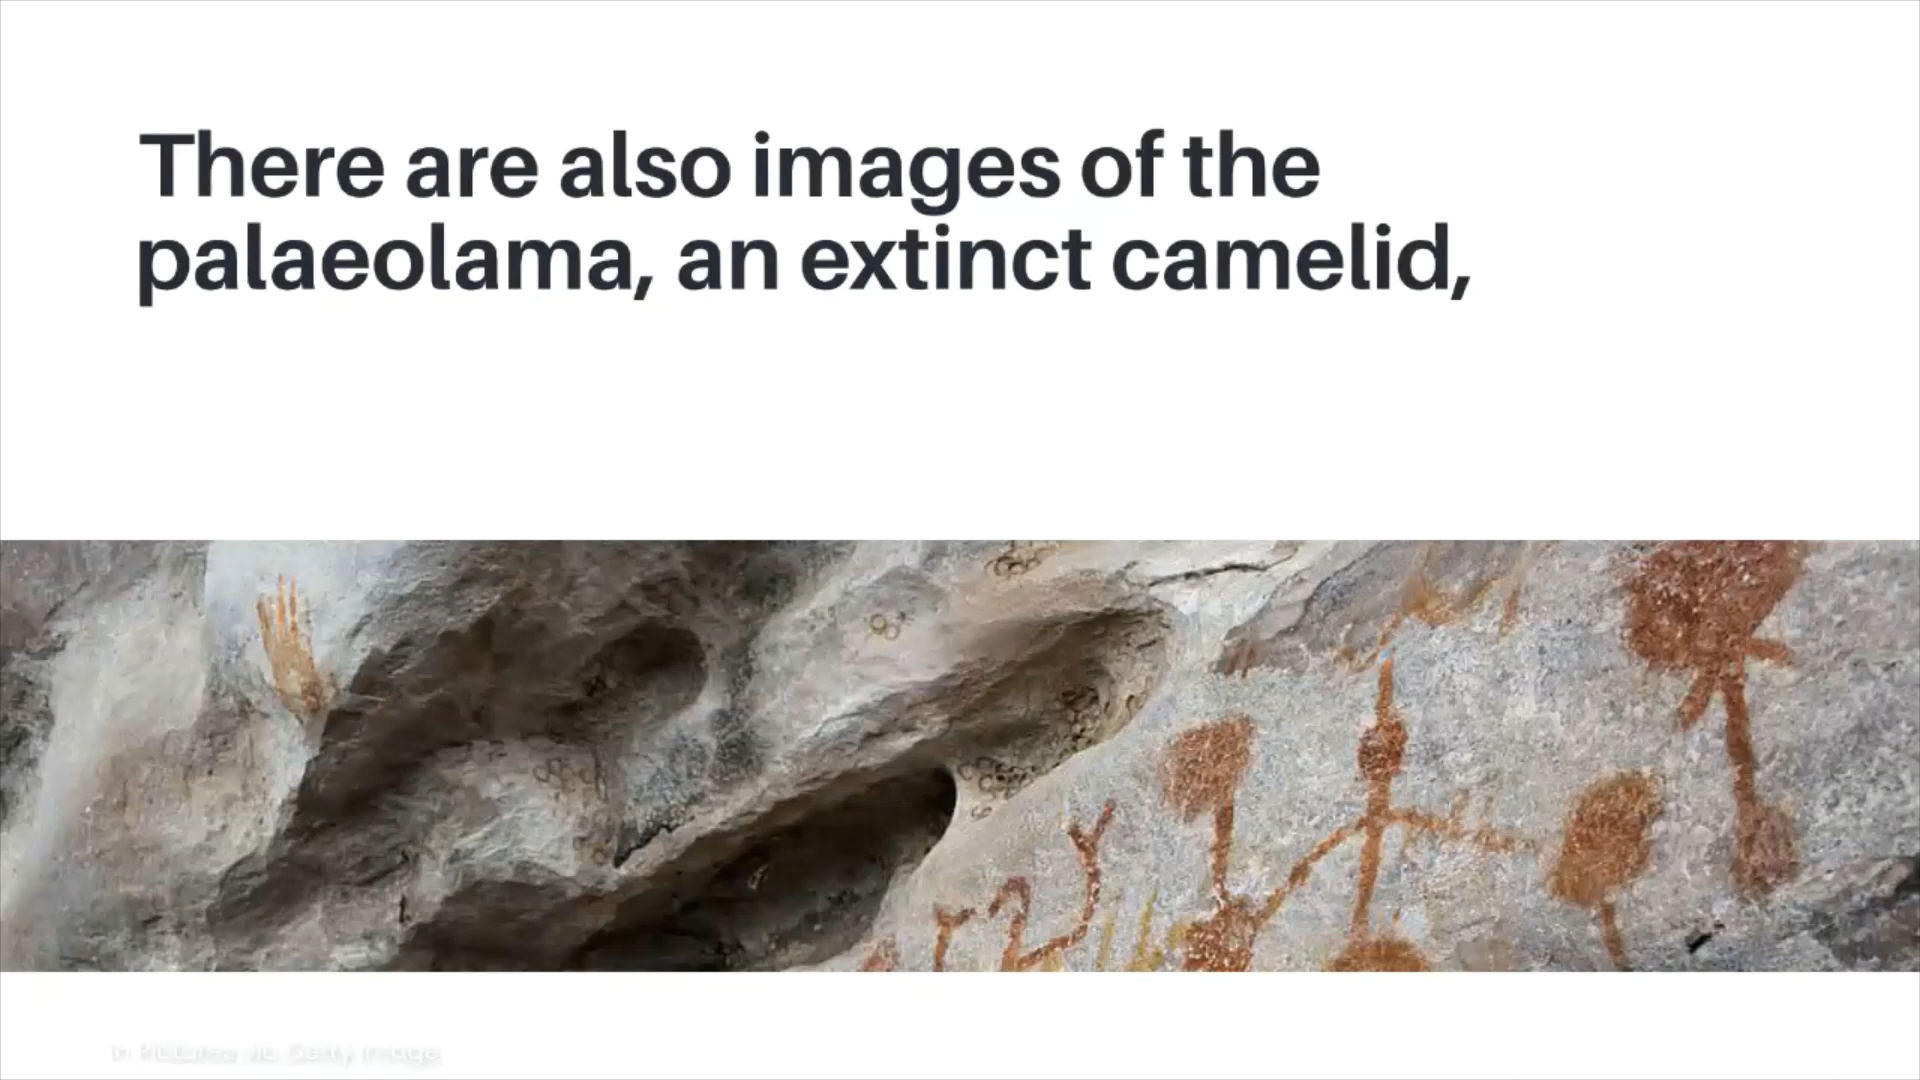 There are also images of the
palaeolama, an extinct camelid,